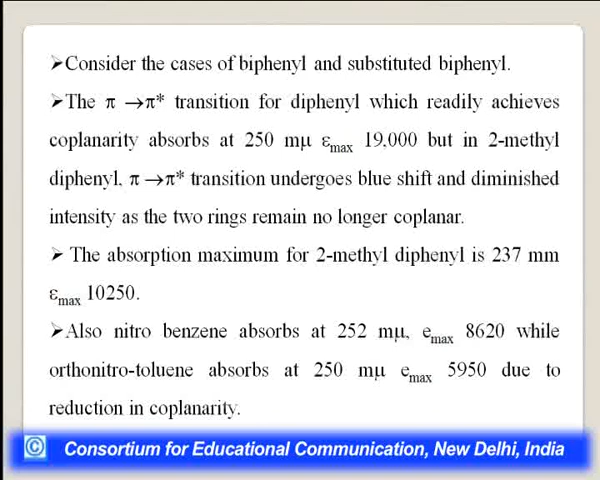 ➢Consider the cases of biphenyl and substituted biphenyl.
➢The π →π* transition for diphenyl which readily achieves
coplanarity absorbs at 250 mμ εmax 19.000 but in 2-methyl
diphenyl, π →π* transition undergoes blue shift and diminished
intensity as the two rings remain no longer coplanar.
➢ The absorption maximum for 2-methyl diphenyl is 237 mm
εmax 10250.
➢Also nitro benzene absorbs at 252 mμ, emax 8620 while
orthonitro-toluene absorbs at 250 mμ emax 5950 due to
reduction in coplanarity.
© Consortium for Educational Communication, New Delhi, India